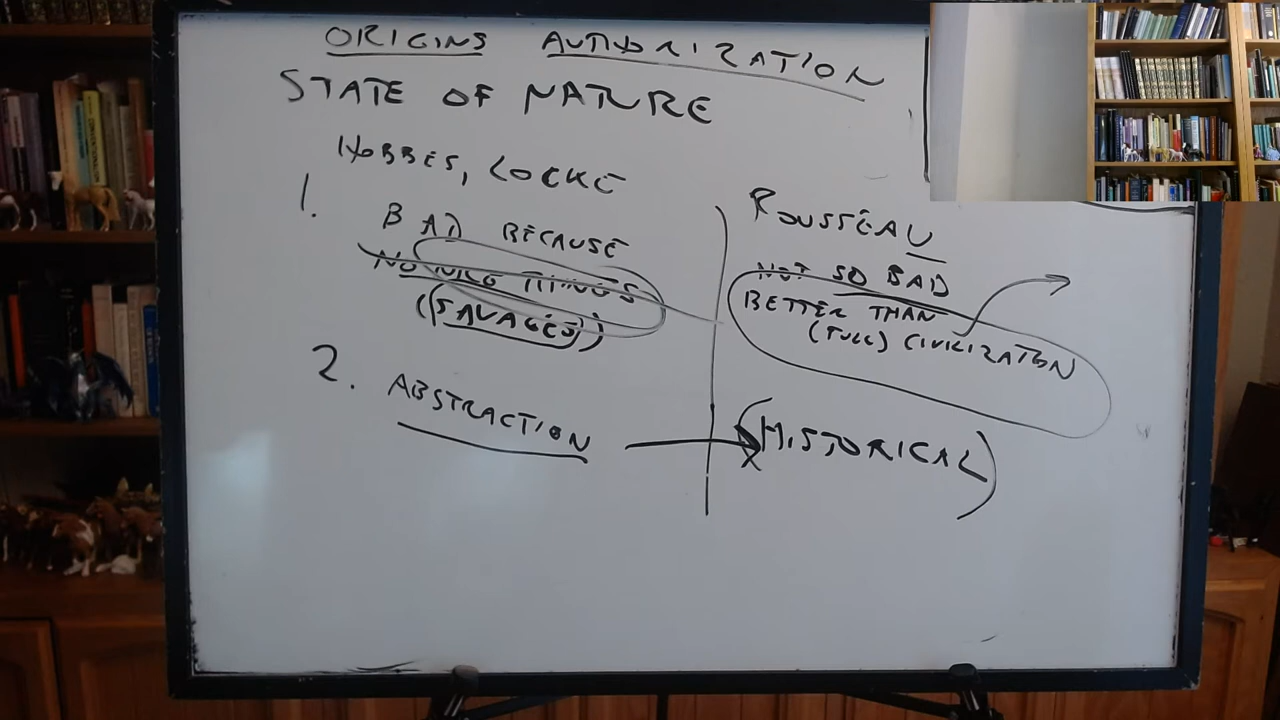 ORIGINS AUTHORIZATION
STATE OF NATURE
HOBBES, LOCKE
1.
BAD BECAUSE
NO NICE THINGS
(SAVAGES)
ROUSSEAU
NOT SO BAD
BETTER THAN
(FULL) CIVILIZATION
2. ABSTRACTION
(HISTORICAL)